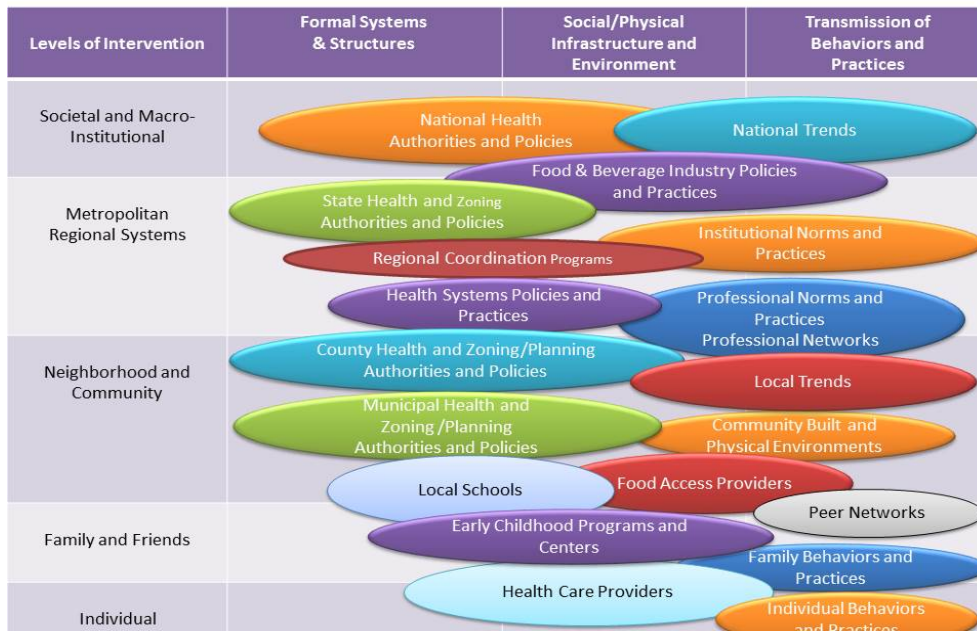 Levels of Intervention
Formal Systems
& Structures
Social/Physical
Infrastructure and
Environment
Transmission of
Behaviors and
Practices
Societal and Macro-
Institutional
National Health
Authorities and Policies
National Trends
Food & Beverage Industry Policies
and Practices
Metropolitan
Regional Systems
State Health and Zoning
Authorities and Policies
Institutional Norms and
Practices
Regional Coordination Programs
Health Systems Policies and
Practices
Professional Norms and
Practices
Professional Networks
Neighborhood and
Community
County Health and Zoning/Planning
Authorities and Policies
Local Trends
Municipal Health and
Zoning/Planning
Authorities and Policies
Community Built and
Physical Environments
Local Schools
Food Access Providers
Peer Networks
Family and Friends
Early Childhood Programs and
Centers
Family Behaviors and
Practices
Health Care Providers
Individual
Individual Behaviors
and Practices